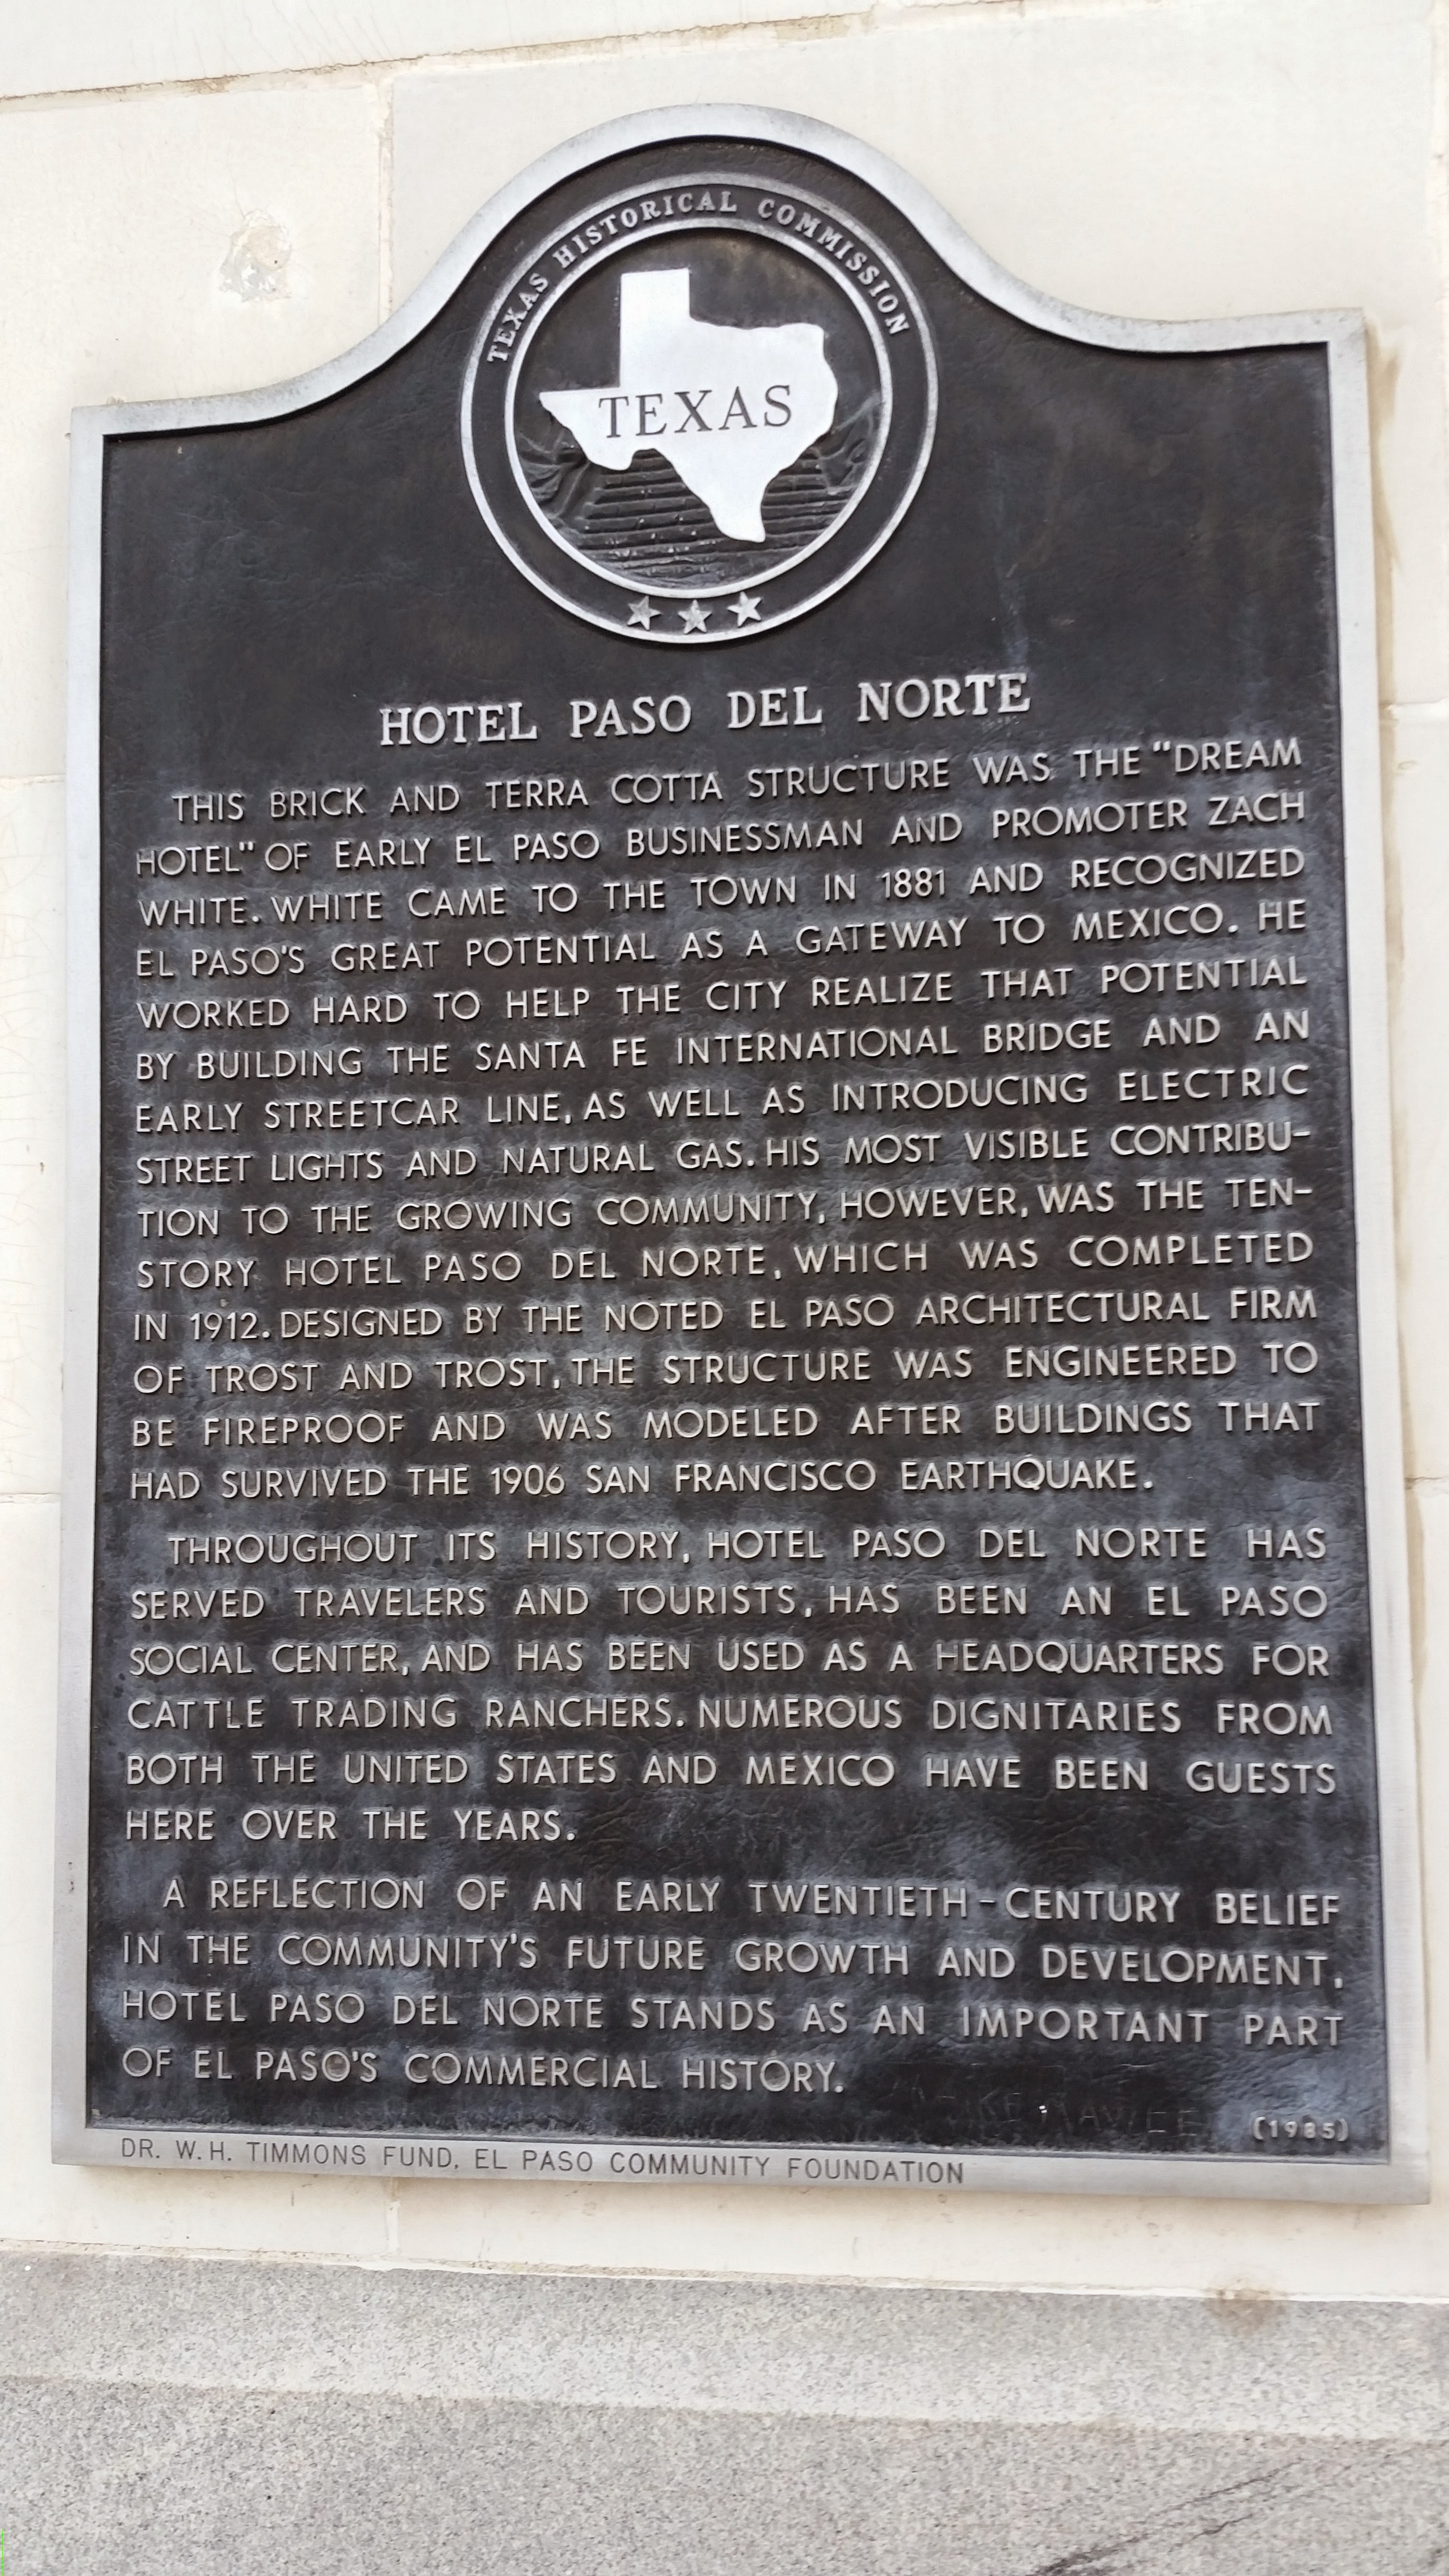 TEXAS HISTORICAL COMMISSION
TEXAS
HOTEL PASO DEL NORTE
THIS BRICK AND TERRA COTTA STRUCTURE WAS THE "DREAM
HOTEL" OF EARLY EL PASO BUSINESSMAN AND PROMOTER ZACH
WHITE. WHITE CAME TO THE TOWN IN 1881 AND RECOGNIZED
EL PASO'S GREAT POTENTIAL AS A GATEWAY TO MEXICO. HE
WORKED HARD TO HELP THE CITY REALIZE THAT POTENTIAL
BY BUILDING THE SANTA FE INTERNATIONAL BRIDGE AND AN
EARLY STREETCAR LINE, AS WELL AS INTRODUCING ELECTRIC
STREET LIGHTS AND NATURAL GAS. HIS MOST VISIBLE CONTRIBU-
TION TO THE GROWING COMMUNITY, HOWEVER, WAS THE TEN-
STORY HOTEL PASO DEL NORTE, WHICH WAS COMPLETED
IN 1912. DESIGNED BY THE NOTED EL PASO ARCHITECTURAL FIRM
OF TROST AND TROST, THE STRUCTURE WAS ENGINEERED TO
BE FIREPROOF AND WAS MODELED AFTER BUILDINGS THAT
HAD SURVIVED THE 1906 SAN FRANCISCO EARTHQUAKE.
THROUGHOUT ITS HISTORY, HOTEL PASO DEL NORTE HAS
SERVED TRAVELERS AND TOURISTS, HAS BEEN AN EL PASO
SOCIAL CENTER, AND HAS BEEN USED AS A HEADQUARTERS FOR
CATTLE TRADING RANCHERS. NUMEROUS DIGNITARIES FROM
BOTH THE UNITED STATES AND MEXICO HAVE BEEN GUESTS
HERE OVER THE YEARS.
A REFLECTION OF AN EARLY TWENTIETH-CENTURY BELIEF
IN THE COMMUNITY'S FUTURE GROWTH AND DEVELOPMENT,
HOTEL PASO DEL NORTE STANDS AS AN IMPORTANT PART
OF EL PASO'S COMMERCIAL HISTORY.
(1985)
DR. W. H. TIMMONS FUND, EL PASO COMMUNITY FOUNDATION